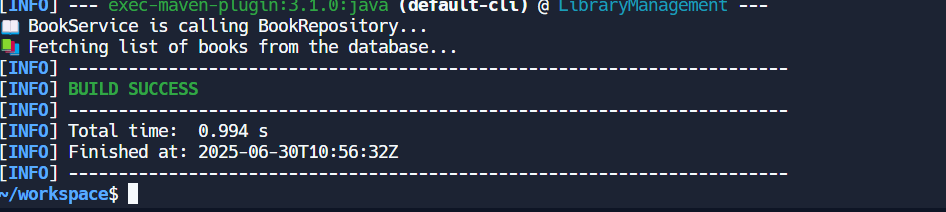 [INFO] --- exec-maven-plugin:3.1.0:java (default-cli) @ LibraryManagement ---
📖 BookService is calling BookRepository...
📚 Fetching list of books from the database...
[INFO] ------------------------------------------------------------------------
[INFO] BUILD SUCCESS
[INFO] ------------------------------------------------------------------------
[INFO] Total time:  0.994 s
[INFO] Finished at: 2025-06-30T10:56:32Z
[INFO] ------------------------------------------------------------------------
~/workspace$